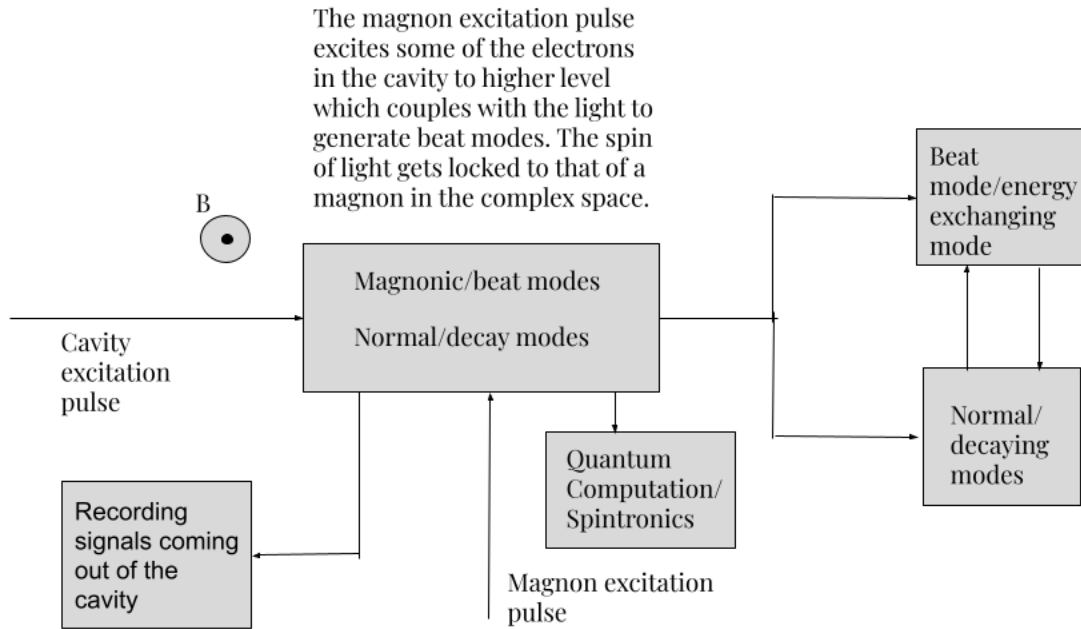 The magnon excitation pulse
excites some of the electrons
in the cavity to higher level
which couples with the light to
generate beat modes. The spin
of light gets locked to that of a
magnon in the complex space.
B
Magnonic/beat modes
Normal/decay modes
Cavity
excitation
pulse
Beat
mode/energy
exchanging
mode
Normal/
decaying
modes
Quantum
Computation/
Spintronics
Recording
signals coming
out of the
cavity
Magnon excitation
pulse